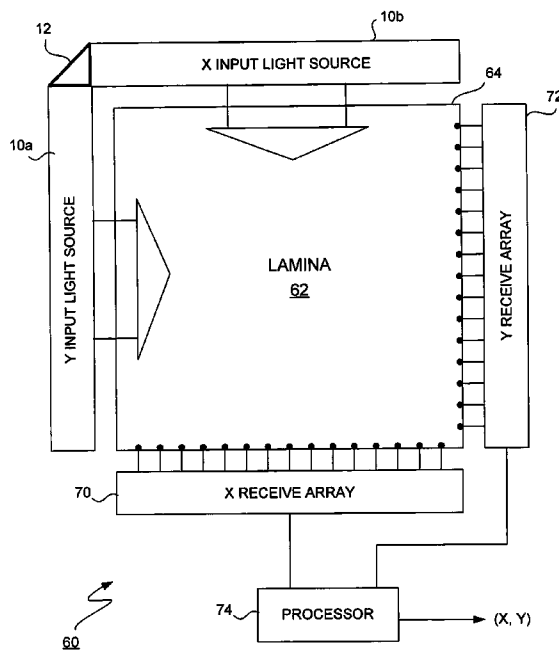 12
10b
X INPUT LIGHT SOURCE
64
72
10a
Y INPUT LIGHT SOURCE
LAMINA
62
Y RECEIVE ARRAY
70
X RECEIVE ARRAY
74
PROCESSOR
(X, Y)
60